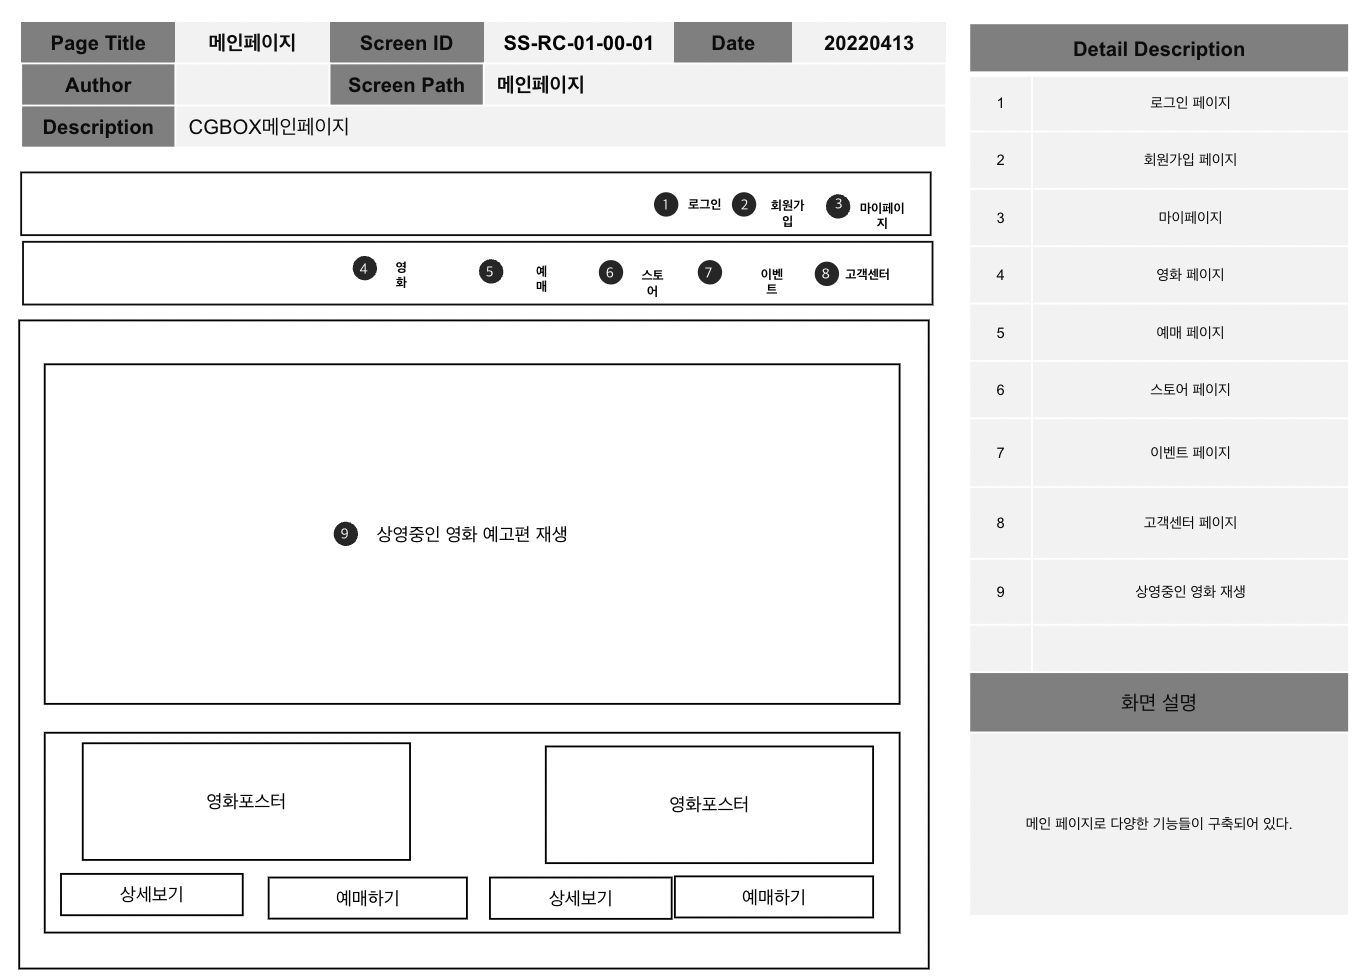 Page Title 메인페이지 Screen ID SS-RC-01-00-01 Date 20220413
Author Screen Path 메인페이지
Description CGBOX메인페이지
1 로그인 2 회원가
입 3 마이페이
지
4 영
화 5 예
매 6 스토
어 7 이벤
트 8 고객센터
9 상영중인 영화 예고편 재생
영화포스터 영화포스터
상세보기 예매하기 상세보기 예매하기
Detail Description
1 로그인 페이지
2 회원가입 페이지
3 마이페이지
4 영화 페이지
5 예매 페이지
6 스토어 페이지
7 이벤트 페이지
8 고객센터 페이지
9 상영중인 영화 재생
화면 설명
메인 페이지로 다양한 기능들이 구축되어 있다.